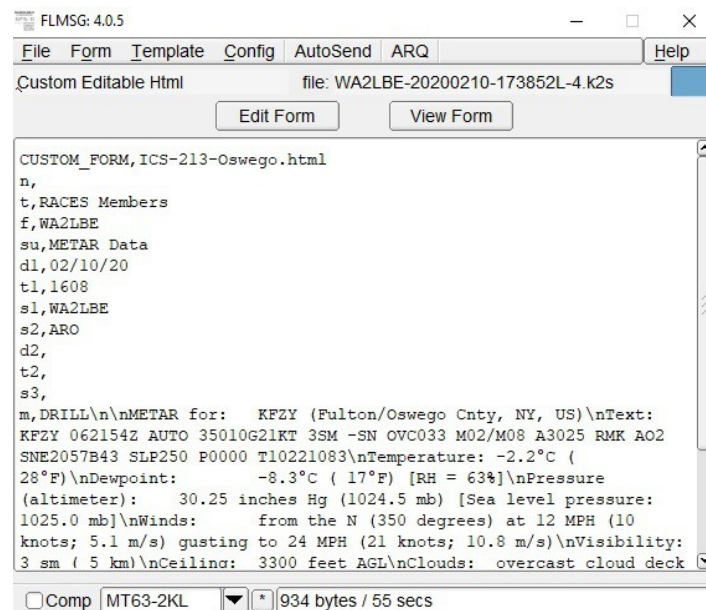 FLMSG: 4.0.5
File Form Template Config AutoSend ARQ Help
Custom Editable Html file: WA2LBE-20200210-173852L-4.k2s
Edit Form View Form
CUSTOM_FORM,ICS-213-Oswego.html
n,
t,RACES Members
f,WA2LBE
su,METAR Data
d1,02/10/20
t1,1608
s1,WA2LBE
s2,ARO
d2,
t2,
s3,
m,DRILL\n\nMETAR for:   KFZY (Fulton/Oswego Cnty, NY, US)\nText:
KFZY 062154Z AUTO 35010G21KT 3SM -SN OVC033 M02/M08 A3025 RMK AO2
SNE2057B43 SLP250 P0000 T10221083\nTemperature: -2.2°C (
28°F)\nDewpoint:        -8.3°C ( 17°F) [RH = 63%]\nPressure
(altimeter):    30.25 inches Hg (1024.5 mb) [Sea level pressure:
1025.0 mb]\nWinds:      from the N (350 degrees) at 12 MPH (10
knots; 5.1 m/s) gusting to 24 MPH (21 knots; 10.8 m/s)\nVisibility:
3 sm ( 5 km)\nCeiling:  3300 feet AGL\nClouds:  overcast cloud deck
Comp MT63-2KL * 934 bytes / 55 secs